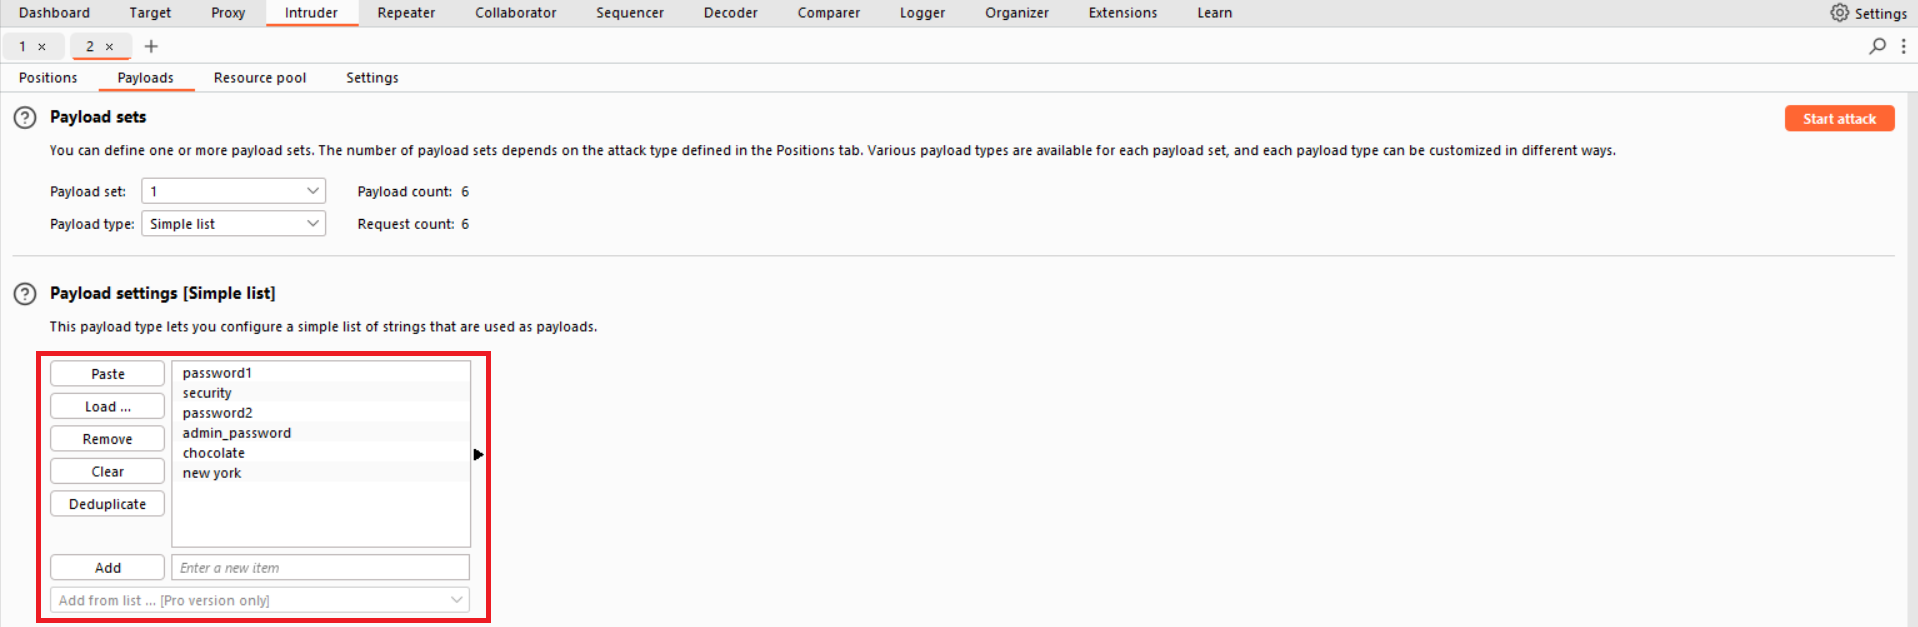 Dashboard Target Proxy Intruder Repeater Collaborator Sequencer Decoder Comparer Logger Organizer Extensions Learn Settings
1 × 2 × +
Positions Payloads Resource pool Settings
? Payload sets Start attack
You can define one or more payload sets. The number of payload sets depends on the attack type defined in the Positions tab. Various payload types are available for each payload set, and each payload type can be customized in different ways.
Payload set: 1 Payload count: 6
Payload type: Simple list Request count: 6
? Payload settings [Simple list]
This payload type lets you configure a simple list of strings that are used as payloads.
Paste
Load ...
Remove
Clear
Deduplicate
password1
security
password2
admin_password
chocolate
new york
Add Enter a new item
Add from list ... [Pro version only]